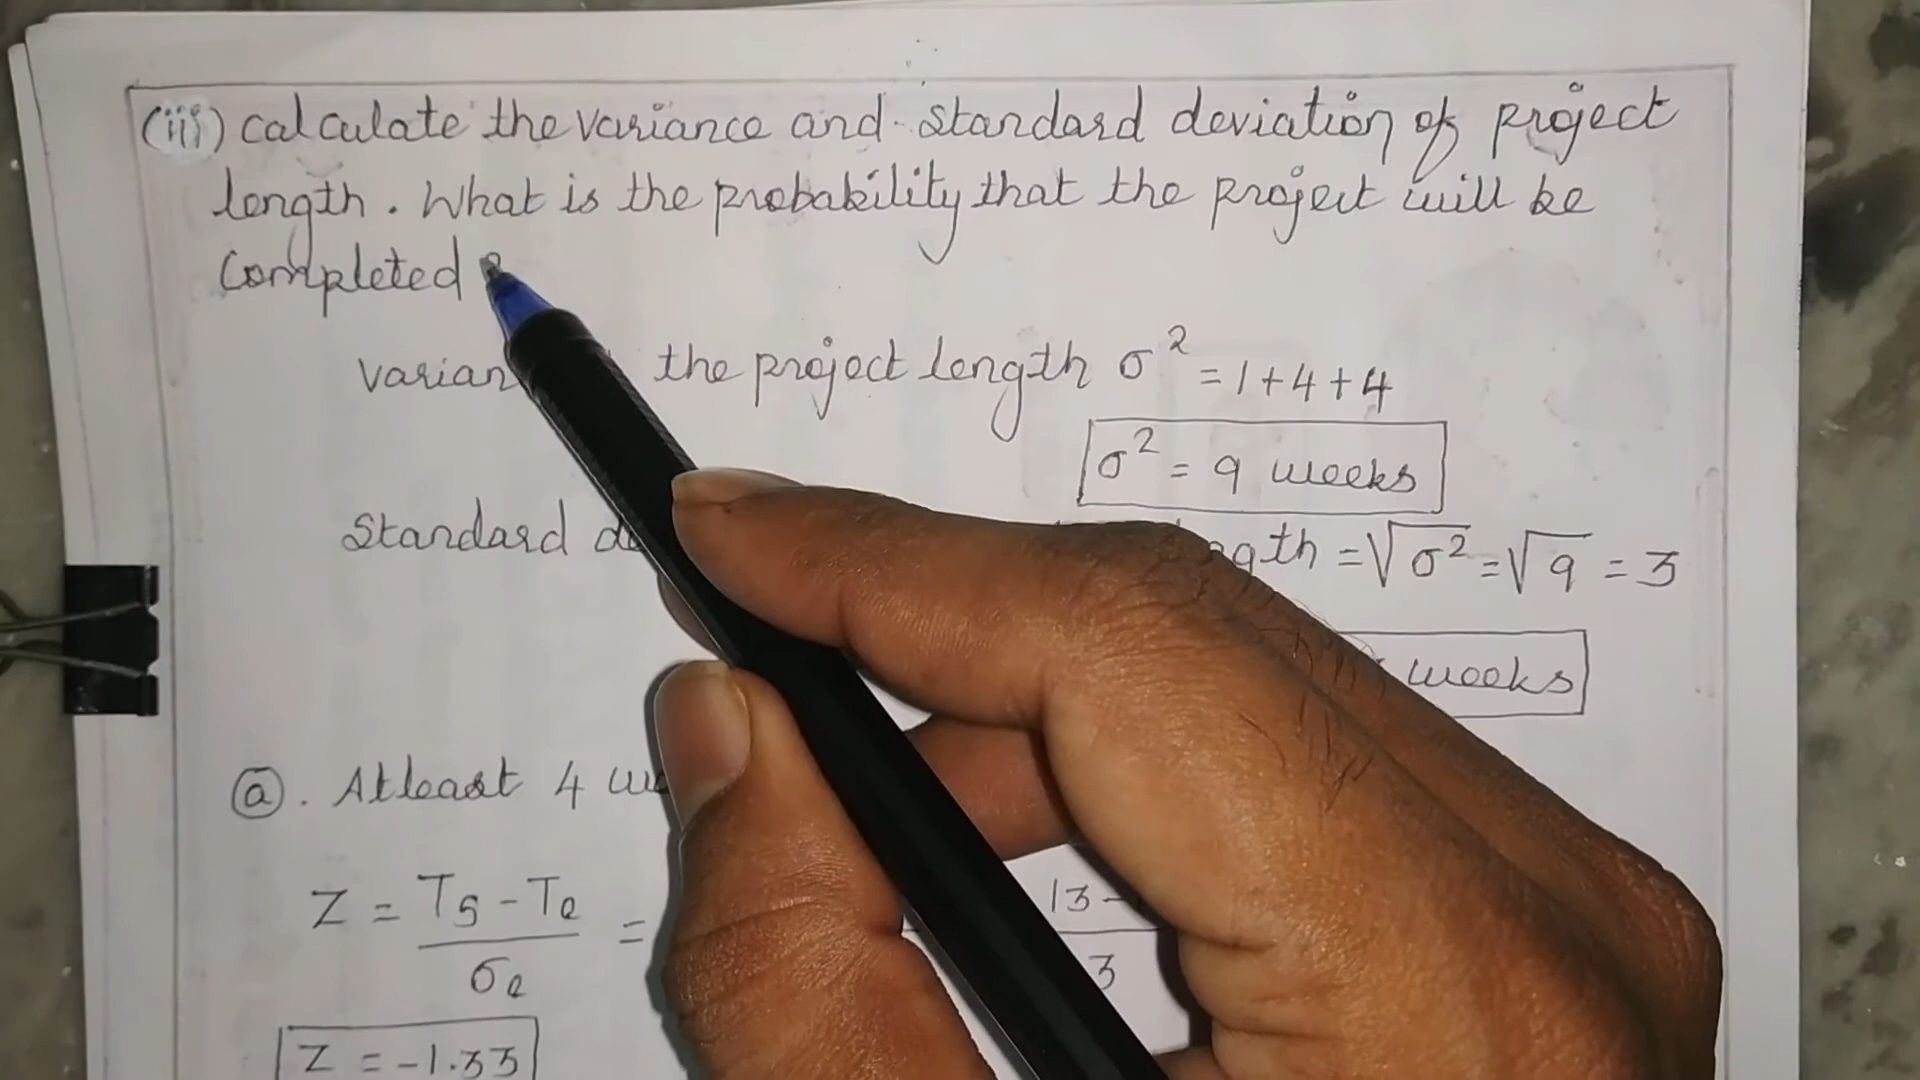 (iii) calculate the variance and standard deviation of project
length. What is the probability that the project will be
completed
the project length σ² = 1+4+4
σ² = 9 weeks
Standard = √σ² = √9 = 3
weeks
ⓐ. Atleast 4
Z = Ts - Te / σe = 13 - / 3
Z = -1.33